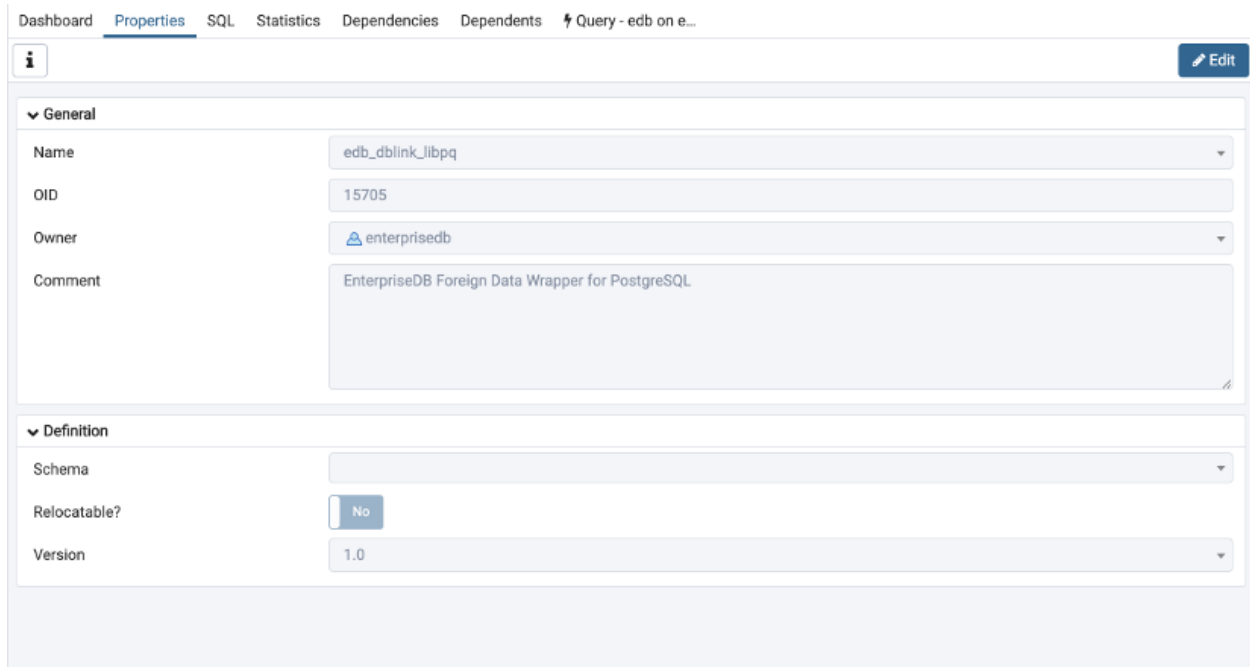 Dashboard Properties SQL Statistics Dependencies Dependents Query - edb on e...
i Edit
General
Name edb_dblink_libpq
OID 15705
Owner enterprisedb
Comment EnterpriseDB Foreign Data Wrapper for PostgreSQL
Definition
Schema
Relocatable? No
Version 1.0